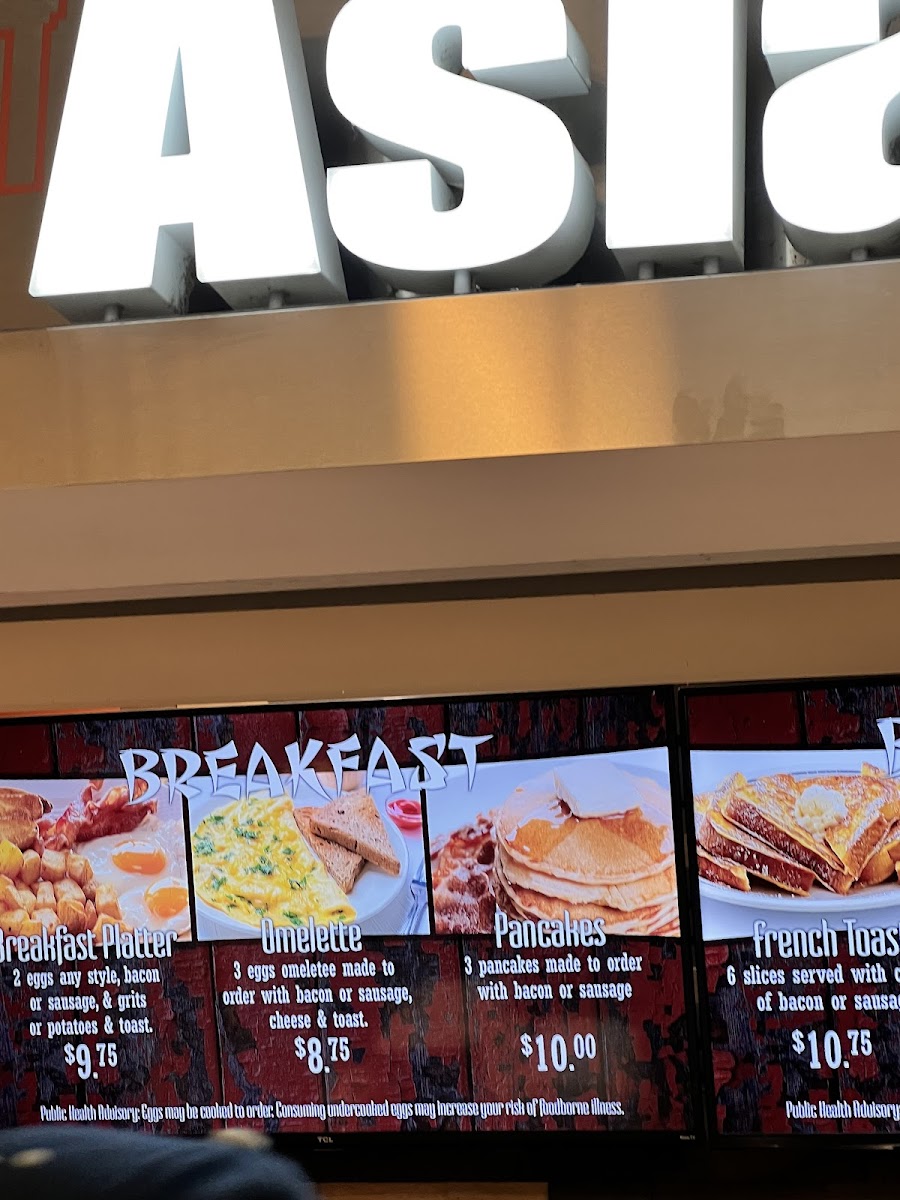 Asia
BREAKFAST
Breakfast Platter
2 eggs any style, bacon
or sausage, & grits
or potatoes & toast.
$9.75
Omelette
3 eggs omeletee made to
order with bacon or sausage,
cheese & toast.
$8.75
Pancakes
3 pancakes made to order
with bacon or sausage
$10.00
Public Health Advisory: Eggs may be cooked to order. Consuming undercooked eggs may increase your risk of foodborne illness.
TCL
Roku TV
French Toas
6 slices served with
of bacon or sausa
$10.75
Public Health Advisory